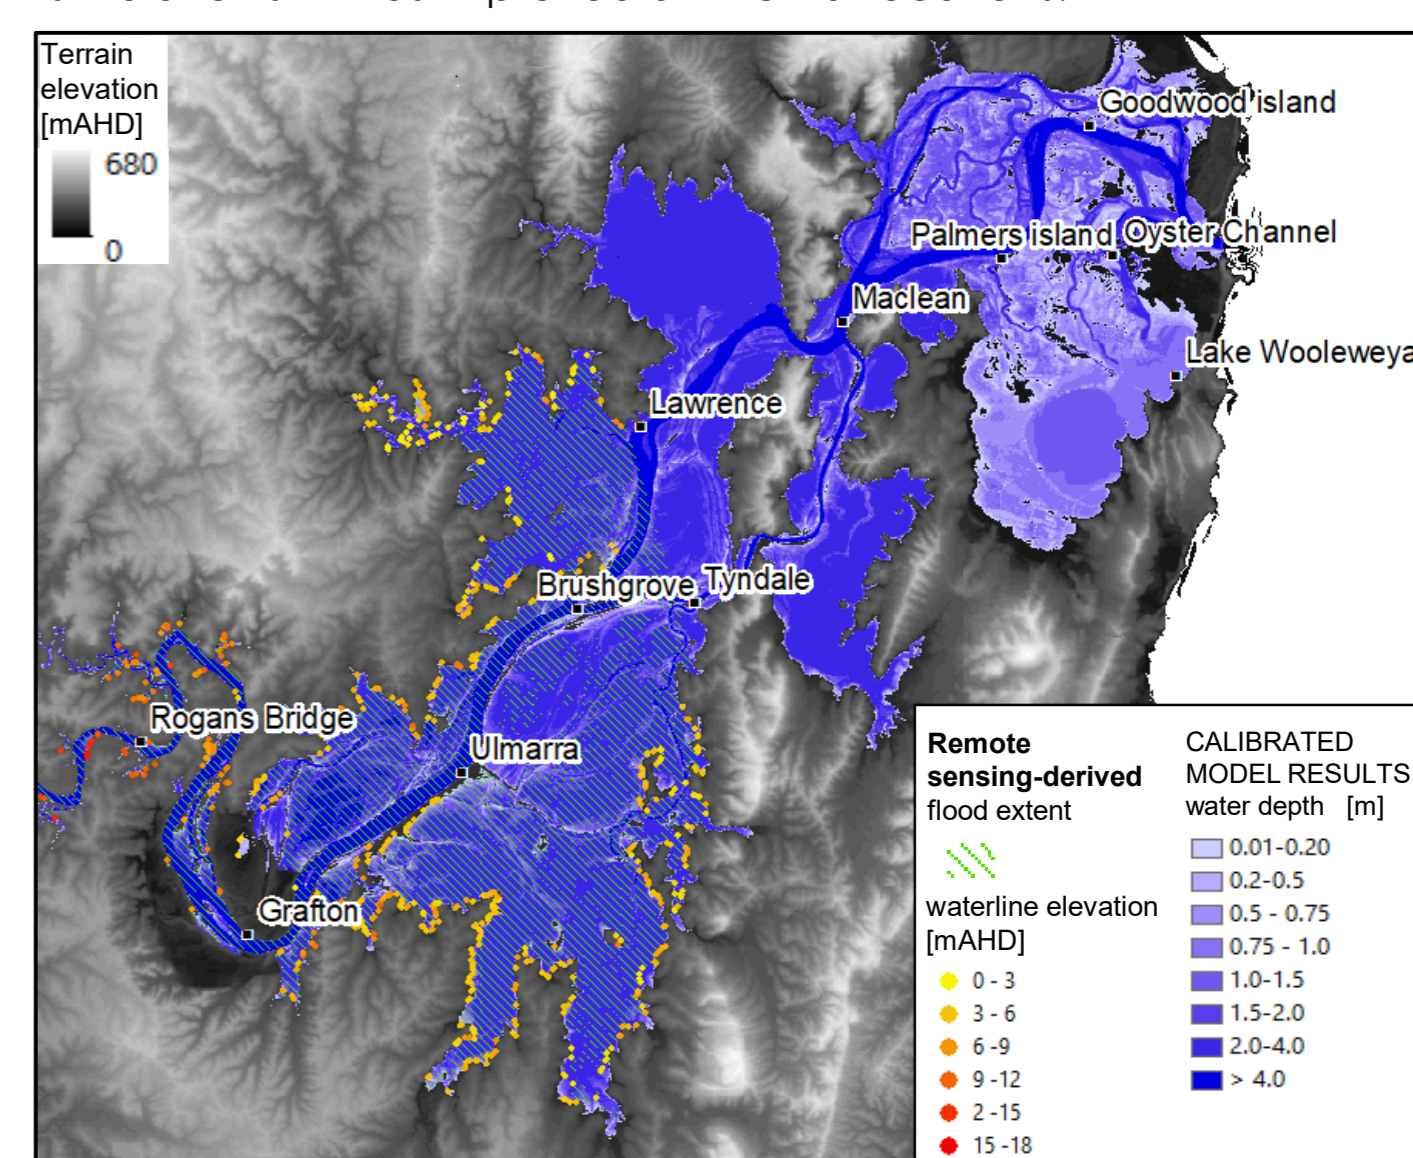 Terrain
elevation
[mAHD]
680
0
Goodwood island
Palmers island
Oyster Channel
Maclean
Lake Wooleweya
Lawrence
Brushgrove
Tyndale
Rogans Bridge
Ulmarra
Grafton
Remote
sensing-derived
flood extent
waterline elevation
[mAHD]
0 - 3
3 - 6
6 -9
9 -12
2 -15
15 -18
CALIBRATED
MODEL RESULTS
water depth [m]
0.01-0.20
0.2-0.5
0.5 - 0.75
0.75 - 1.0
1.0-1.5
1.5-2.0
2.0-4.0
> 4.0